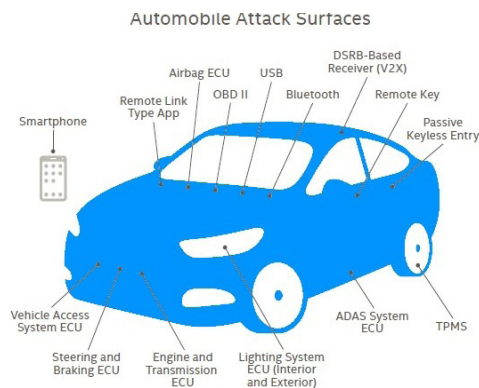 Automobile Attack Surfaces
DSRB-Based
Receiver (V2X)
Airbag ECU
USB
OBD II
Bluetooth
Remote Key
Remote Link
Type App
Smartphone
Passive
Keyless Entry
Vehicle Access
System ECU
Steering and
Braking ECU
Engine and
Transmission
ECU
Lighting System
ECU (Interior
and Exterior)
ADAS System
ECU
TPMS